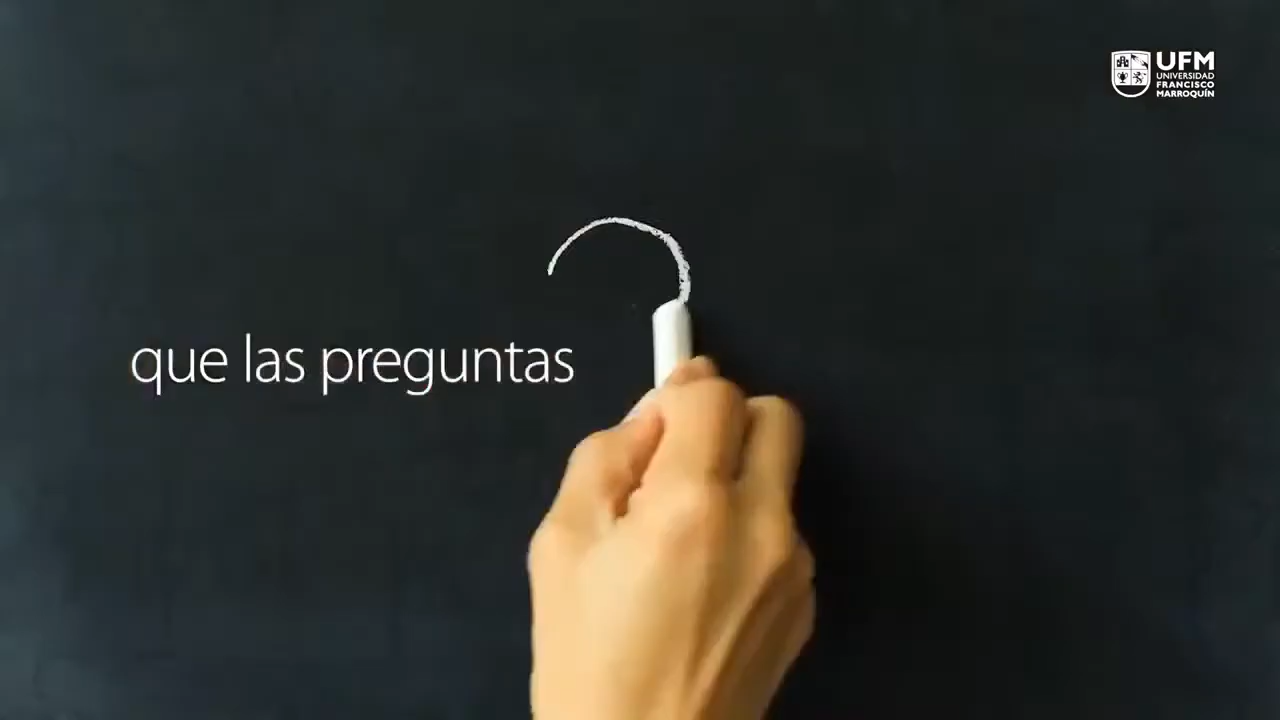 UFM
UNIVERSIDAD
FRANCISCO
MARROQUÍN
que las preguntas